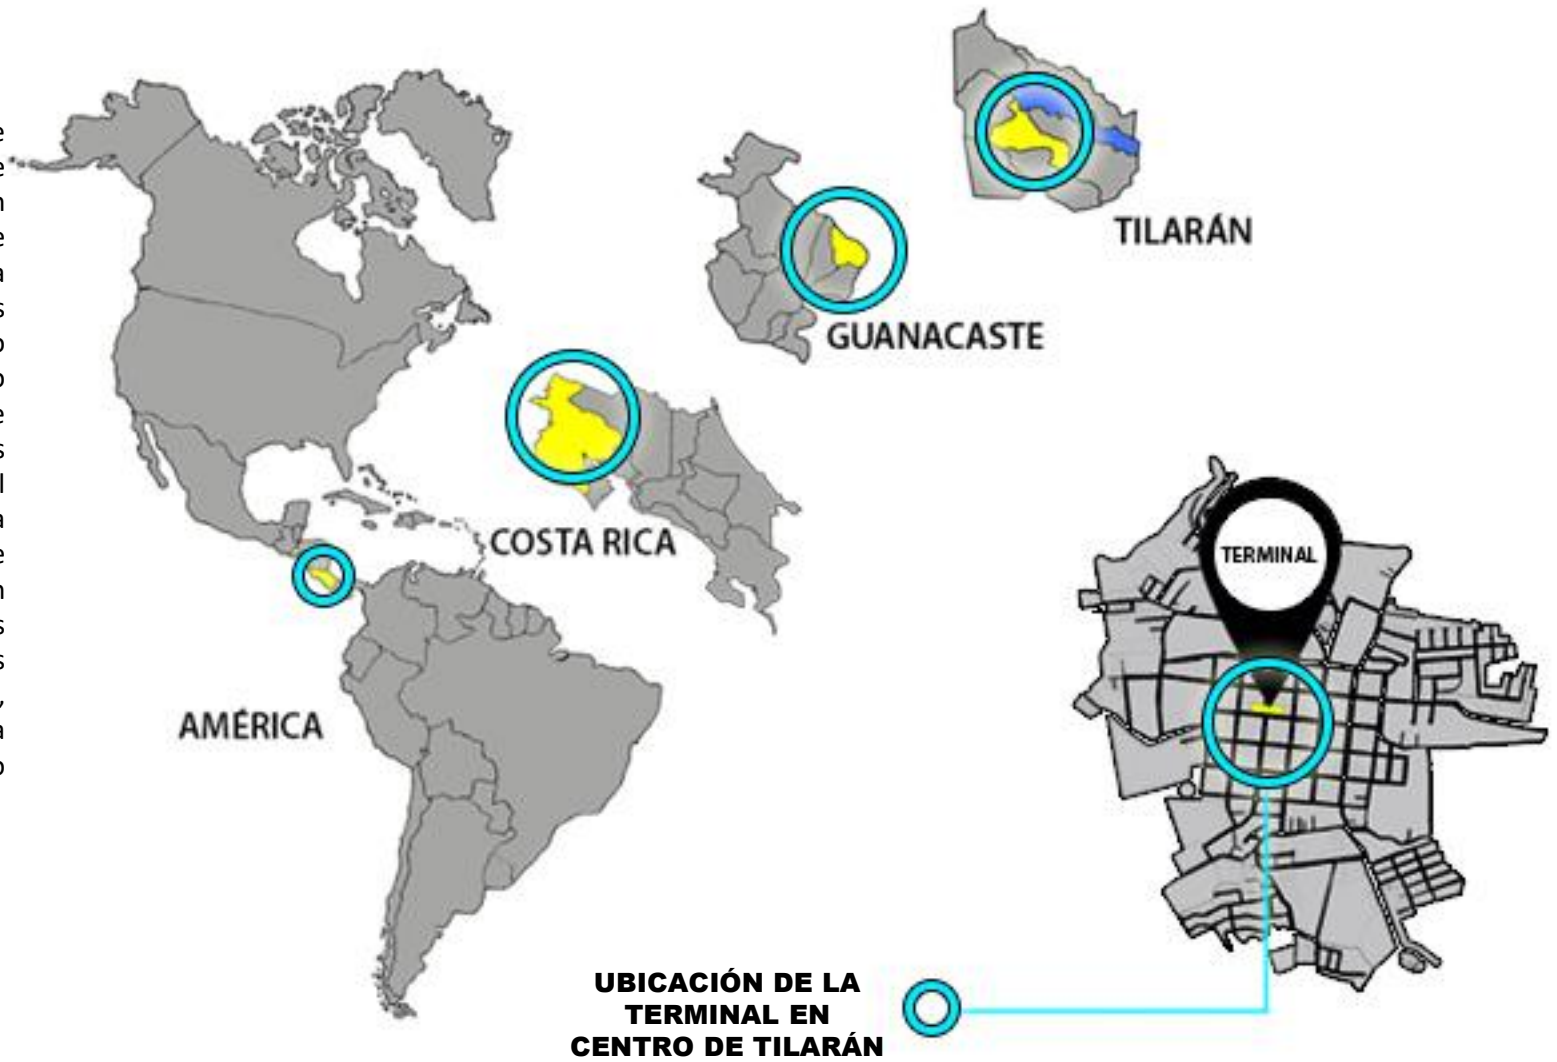 TILARÁN
GUANACASTE
COSTA RICA
AMÉRICA
TERMINAL
UBICACIÓN DE LA
TERMINAL EN
CENTRO DE TILARÁN